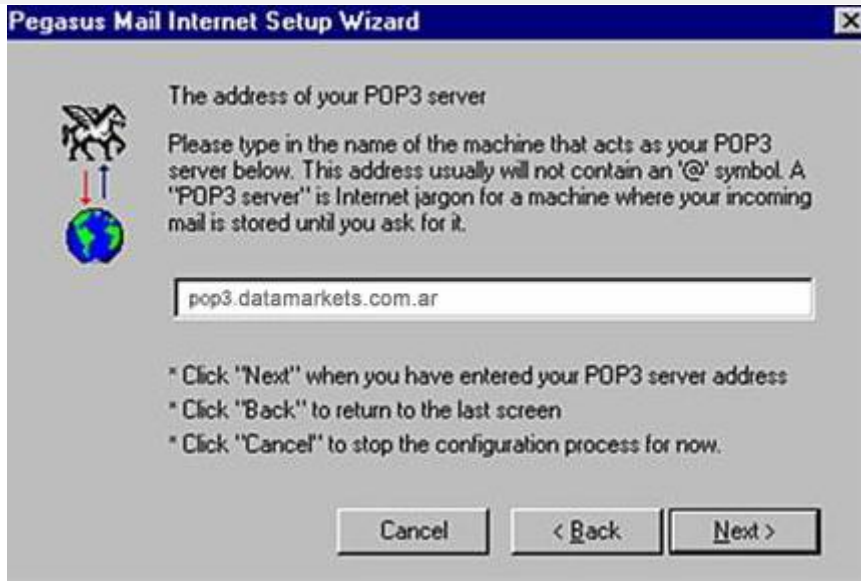 Pegasus Mail Internet Setup Wizard
The address of your POP3 server
Please type in the name of the machine that acts as your POP3
server below. This address usually will not contain an '@' symbol. A
"POP3 server" is Internet jargon for a machine where your incoming
mail is stored until you ask for it.
pop3.datamarkets.com.ar
* Click "Next" when you have entered your POP3 server address
* Click "Back" to return to the last screen
* Click "Cancel" to stop the configuration process for now.
Cancel < Back Next >